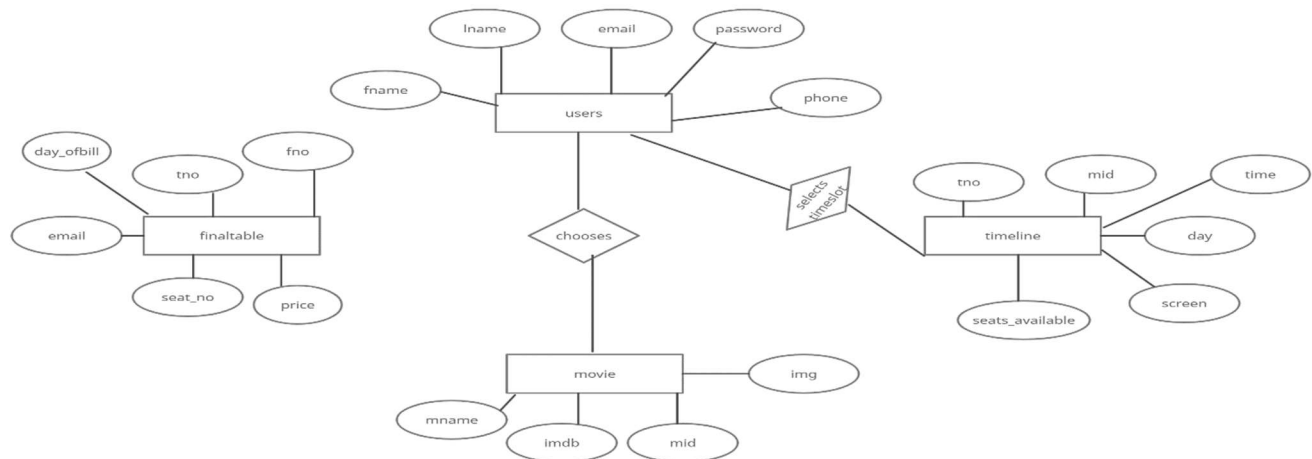 lname
email
password
fname
phone
users
day_ofbill
tno
fno
email
finaltable
seat_no
price
chooses
selects
timeslot
tno
mid
time
timeline
day
screen
seats_available
movie
img
mname
imdb
mid